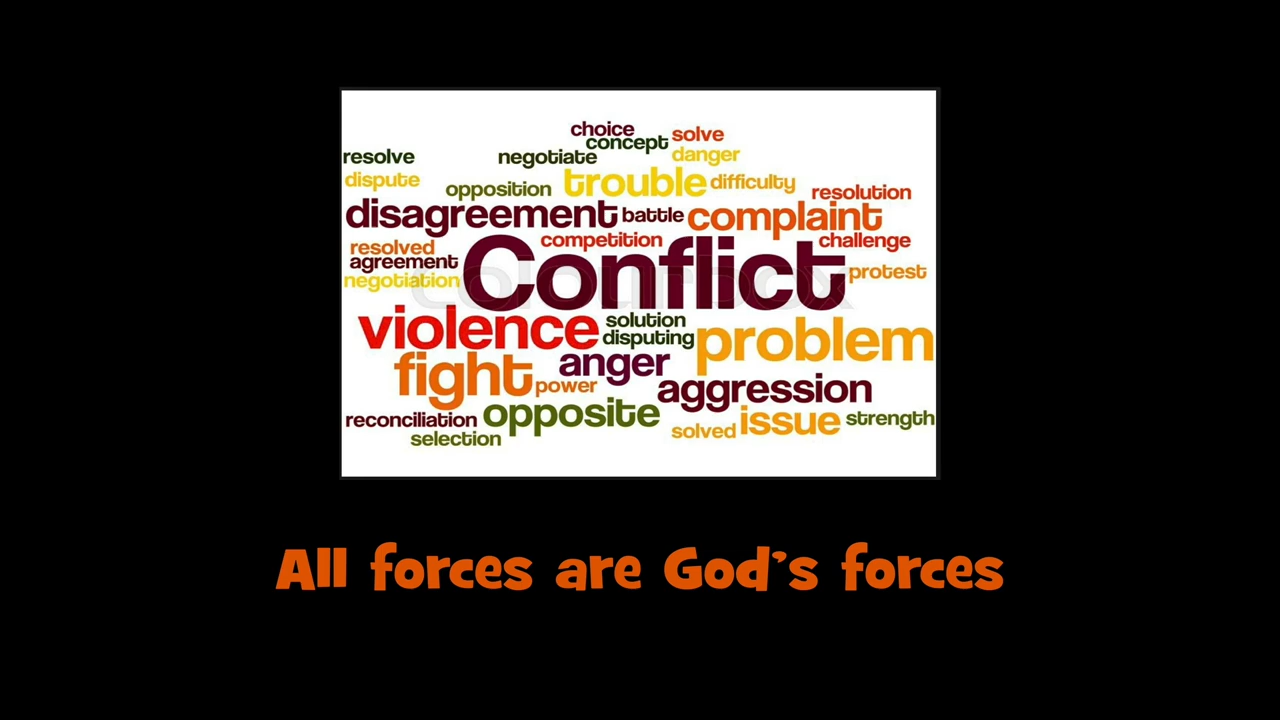 choice
concept solve
resolve negotiate danger
dispute opposition trouble difficulty resolution
disagreement battle complaint
resolved competition Conflict challenge
agreement protest
negotiation
colourbox
violence solution problem
disputing
fight anger
power aggression
reconciliation opposite issue strength
selection solved
All forces are God's forces